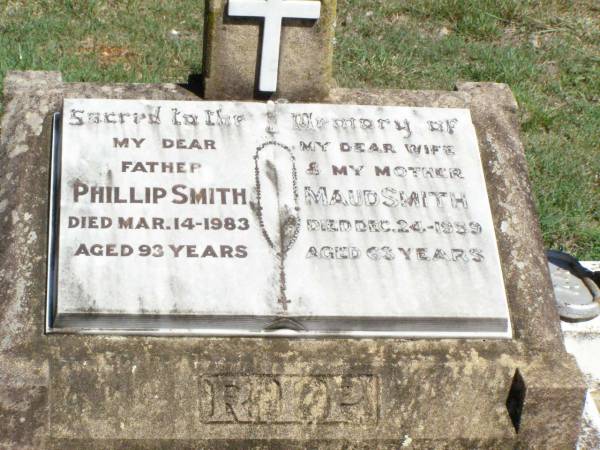 Sacred to the Memory of
MY DEAR
FATHER
PHILLIP SMITH
DIED MAR. 14-1983
AGED 93 YEARS
MY DEAR WIFE
& MY MOTHER
MAUD SMITH
DIED DEC. 24.-1959
AGED 63 YEARS
R.I.P